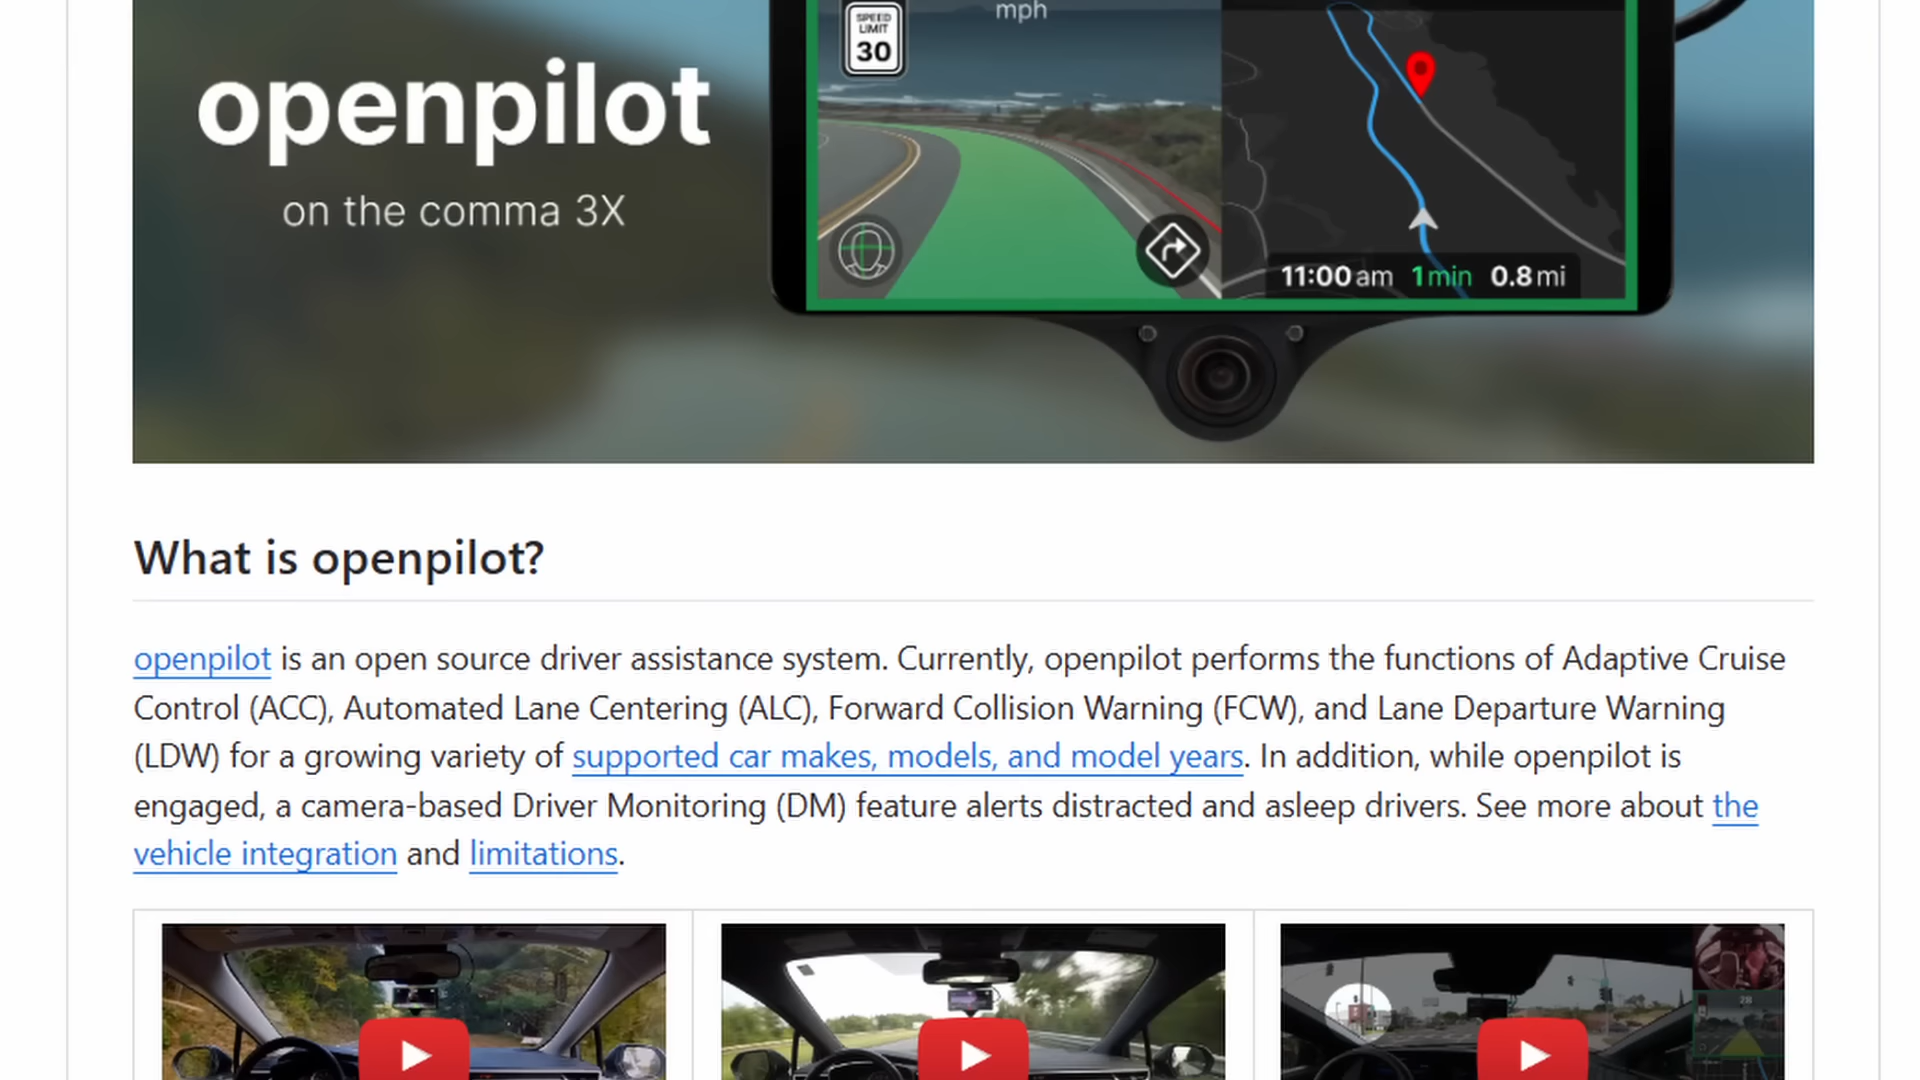 mph
SPEED
LIMIT
30
openpilot
on the comma 3X
11:00 am 1 min 0.8 mi
What is openpilot?
openpilot is an open source driver assistance system. Currently, openpilot performs the functions of Adaptive Cruise
Control (ACC), Automated Lane Centering (ALC), Forward Collision Warning (FCW), and Lane Departure Warning
(LDW) for a growing variety of supported car makes, models, and model years. In addition, while openpilot is
engaged, a camera-based Driver Monitoring (DM) feature alerts distracted and asleep drivers. See more about the
vehicle integration and limitations.
28